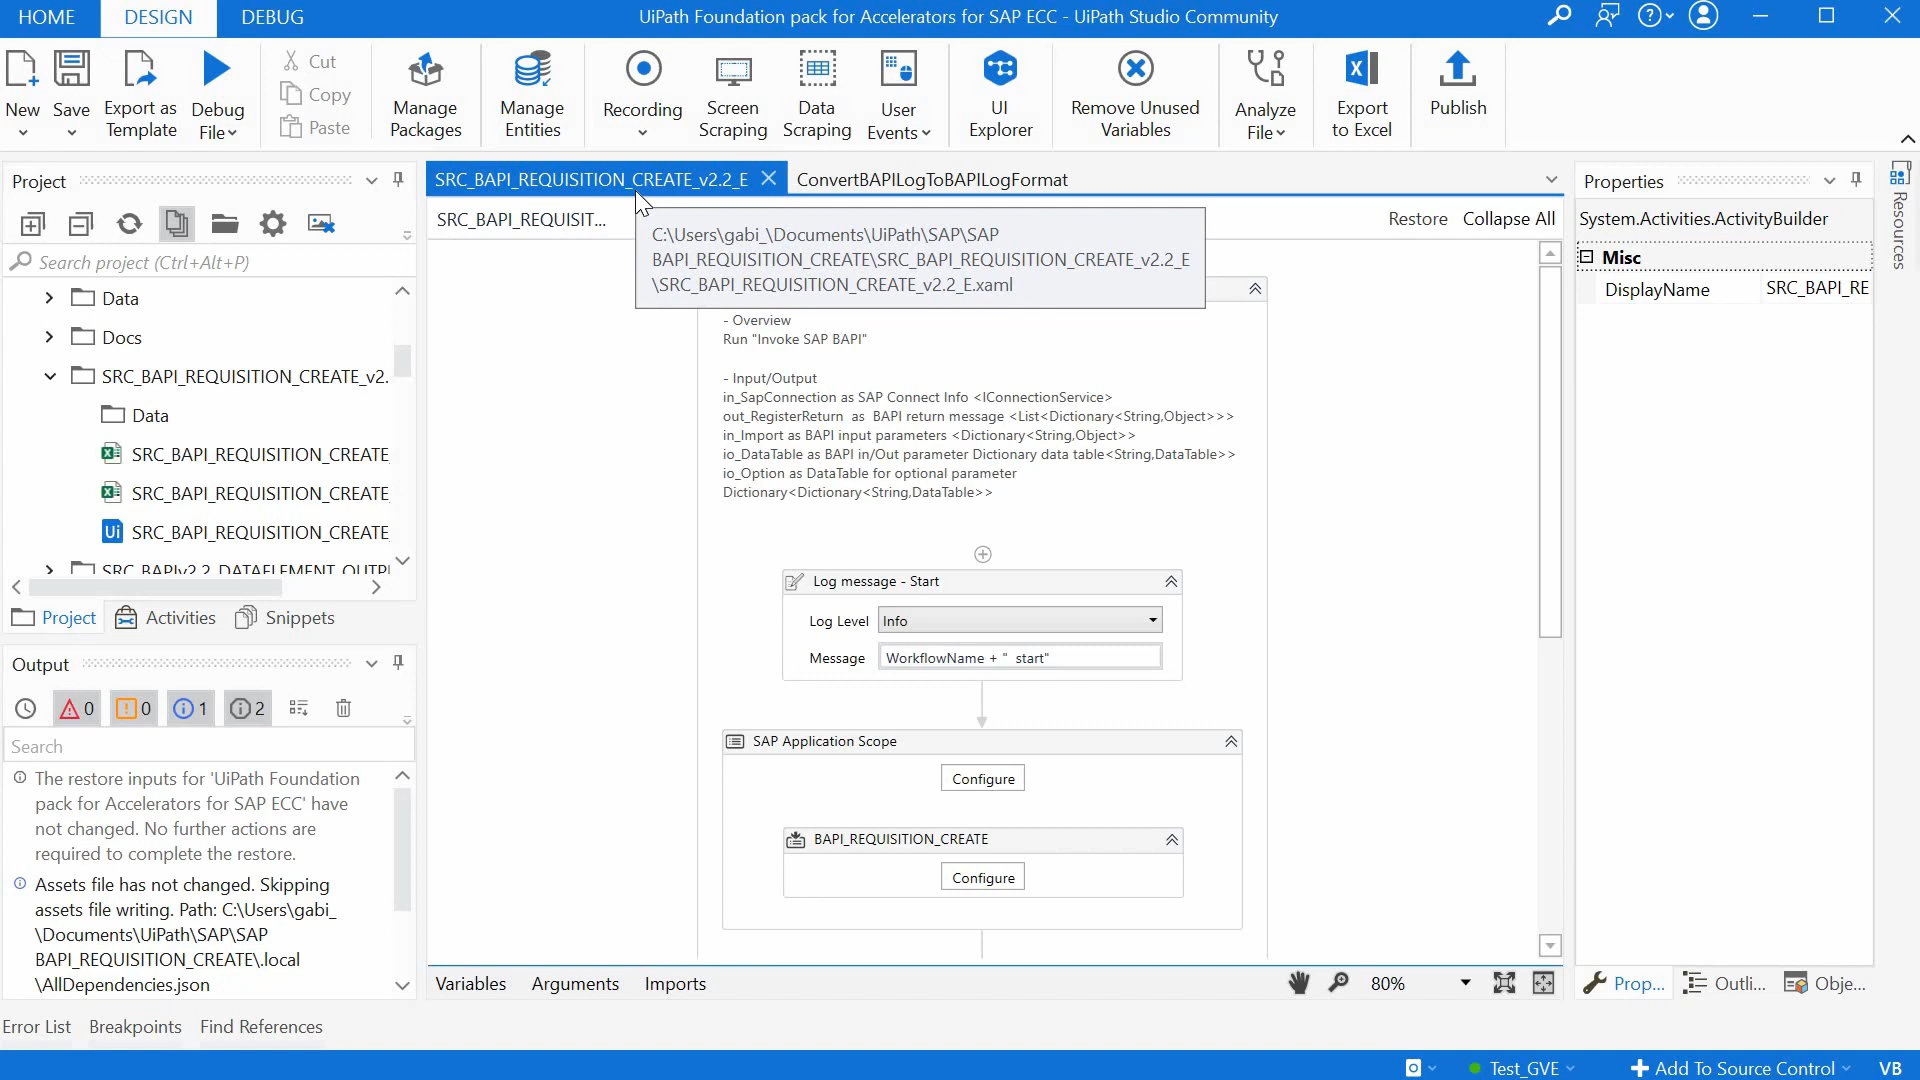 HOME DESIGN DEBUG UiPath Foundation pack for Accelerators for SAP ECC - UiPath Studio Community
New Save Export as Template Debug File Cut Copy Paste Manage Packages Manage Entities Recording Screen Scraping Data Scraping User Events UI Explorer Remove Unused Variables Analyze File Export to Excel Publish
Project
Search project (Ctrl+Alt+P)
Data
Docs
SRC_BAPI_REQUISITION_CREATE_v2.
Data
SRC_BAPI_REQUISITION_CREATE_
SRC_BAPI_REQUISITION_CREATE_
SRC_BAPI_REQUISITION_CREATE_
SRC_BAPIv2.2_DATAELEMENT_OUTPU
Project Activities Snippets
Output
0 0 1 2
Search
The restore inputs for 'UiPath Foundation
pack for Accelerators for SAP ECC' have
not changed. No further actions are
required to complete the restore.
Assets file has not changed. Skipping
assets file writing. Path: C:\Users\gabi_
\Documents\UiPath\SAP\SAP
BAPI_REQUISITION_CREATE\.local
\AllDependencies.json
SRC_BAPI_REQUISITION_CREATE_v2.2_E ConvertBAPILogToBAPILogFormat
SRC_BAPI_REQUISIT... Restore Collapse All
C:\Users\gabi_\Documents\UiPath\SAP\SAP
BAPI_REQUISITION_CREATE\SRC_BAPI_REQUISITION_CREATE_v2.2_E
\SRC_BAPI_REQUISITION_CREATE_v2.2_E.xaml
- Overview
Run "Invoke SAP BAPI"
- Input/Output
in_SapConnection as SAP Connect Info <IConnectionService>
out_RegisterReturn as BAPI return message <List<Dictionary<String,Object>>>
in_Import as BAPI input parameters <Dictionary<String,Object>>
io_DataTable as BAPI in/Out parameter Dictionary data table<String,DataTable>>
io_Option as DataTable for optional parameter
Dictionary<Dictionary<String,DataTable>>
Log message - Start
Log Level Info
Message WorkflowName + " start"
SAP Application Scope
Configure
BAPI_REQUISITION_CREATE
Configure
Variables Arguments Imports 80%
Properties
System.Activities.ActivityBuilder
Misc
DisplayName SRC_BAPI_RE
Resources
Prop... Outli... Obje...
Error List Breakpoints Find References
Test_GVE Add To Source Control VB